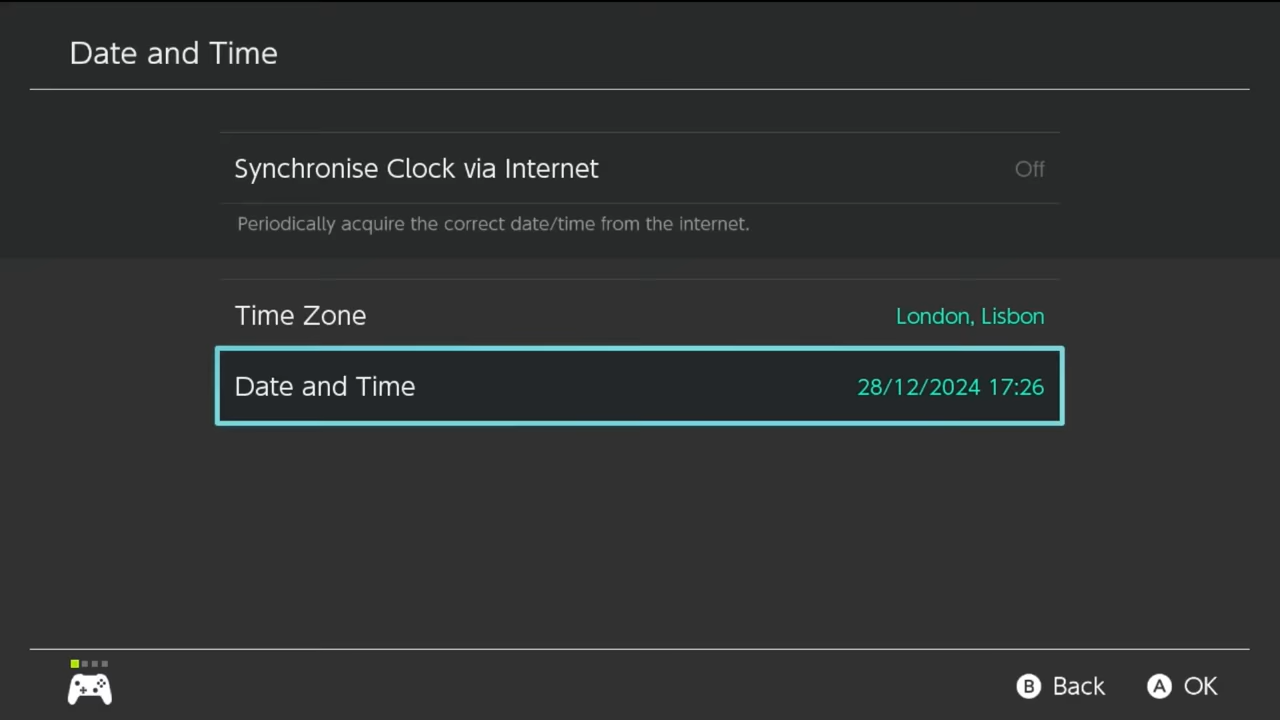 Date and Time
Synchronise Clock via Internet Off
Periodically acquire the correct date/time from the internet.
Time Zone London, Lisbon
Date and Time 28/12/2024 17:26
B Back A OK